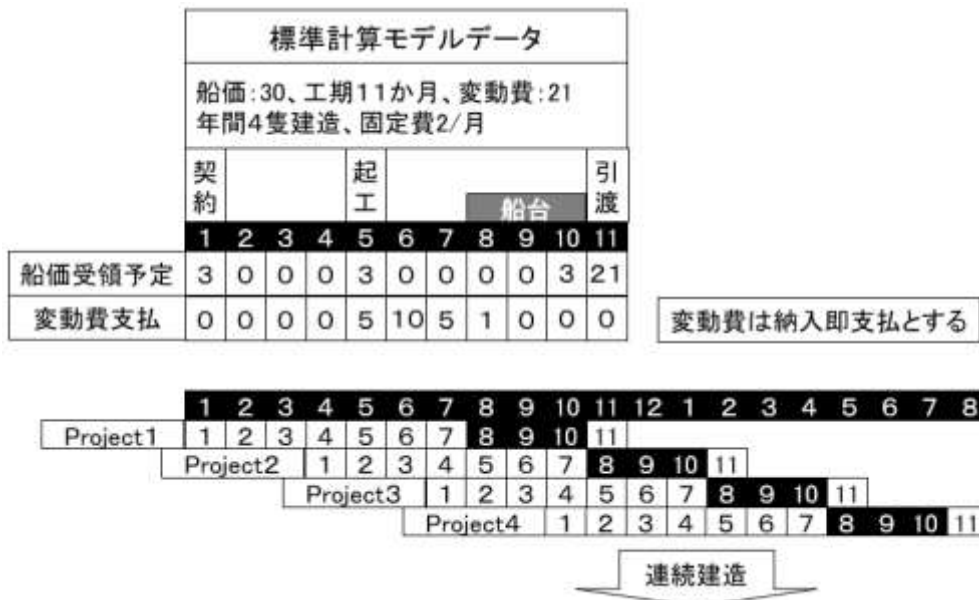 標準計算モデルデータ
船価:30、工期11か月、変動費:21
年間4隻建造、固定費2/月
契約 起工 船台 引渡
1 2 3 4 5 6 7 8 9 10 11
船価受領予定 3 0 0 0 3 0 0 0 0 3 21
変動費支払 0 0 0 0 5 10 5 1 0 0 0
変動費は納入即支払とする
1 2 3 4 5 6 7 8 9 10 11 12 1 2 3 4 5 6 7 8
Project1 1 2 3 4 5 6 7 8 9 10 11
Project2 1 2 3 4 5 6 7 8 9 10 11
Project3 1 2 3 4 5 6 7 8 9 10 11
Project4 1 2 3 4 5 6 7 8 9 10 11
連続建造